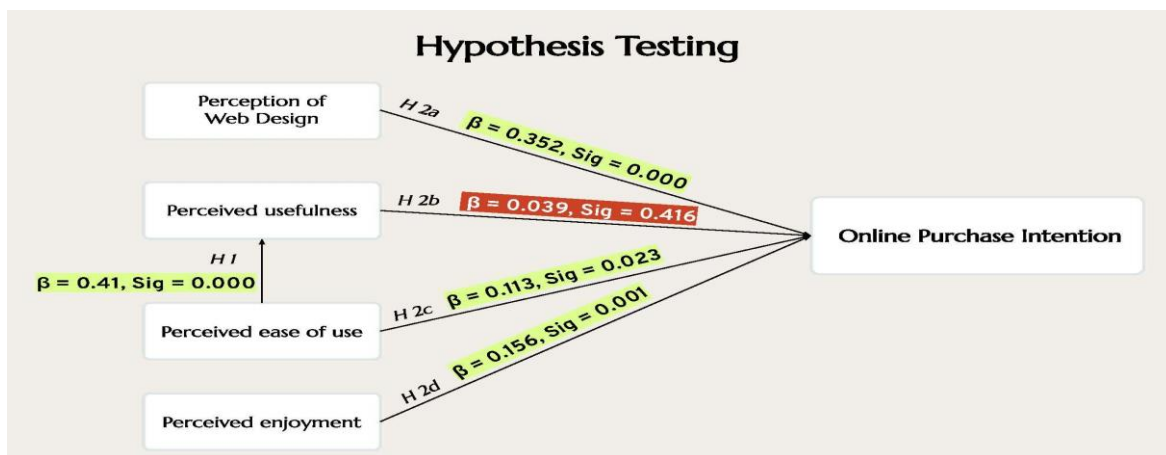 Hypothesis Testing
Perception of
Web Design
H 2a
β = 0.352, Sig = 0.000
Perceived usefulness
H 2b
β = 0.039, Sig = 0.416
Online Purchase Intention
H 1
β = 0.41, Sig = 0.000
Perceived ease of use
H 2c
β = 0.113, Sig = 0.023
Perceived enjoyment
H 2d
β = 0.156, Sig = 0.001